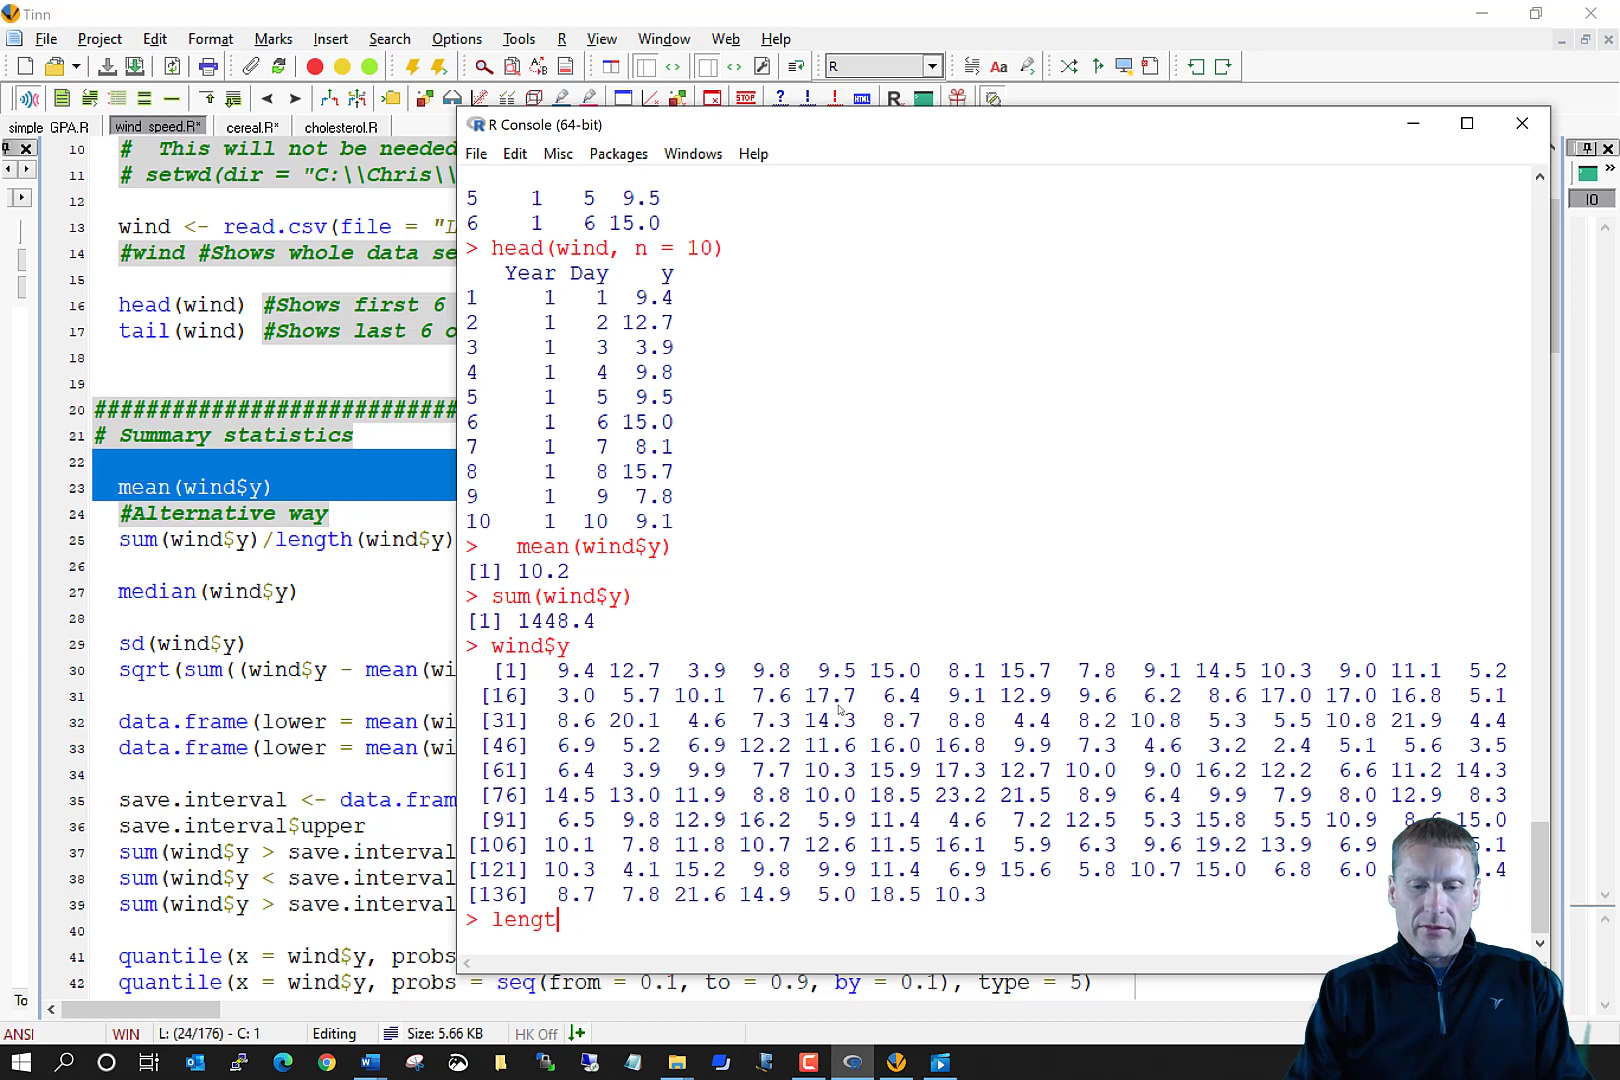 Tinn
File Project Edit Format Marks Insert Search Options Tools R View Window Web Help
R
simple GPA.R wind speed.R* cereal.R* cholesterol.R
10 # This will not be needed
11 # setwd(dir = "C:\\Chris\\
12
13 wind <- read.csv(file =
14 #wind #Shows whole data se
15
16 head(wind) #Shows first 6
17 tail(wind) #Shows last 6
18
19
20 ############################
21 # Summary statistics
22
23 mean(wind$y)
24 #Alternative way
25 sum(wind$y)/length(wind$y)
26
27 median(wind$y)
28
29 sd(wind$y)
30 sqrt(sum((wind$y - mean(wi
31
32 data.frame(lower = mean(wi
33 data.frame(lower = mean(wi
34
35 save.interval <- data.fram
36 save.interval$upper
37 sum(wind$y > save.interval
38 sum(wind$y < save.interval
39 sum(wind$y > save.interval
40
41 quantile(x = wind$y, probs
42 quantile(x = wind$y, probs = seq(from = 0.1, to = 0.9, by = 0.1), type = 5)
R Console (64-bit)
File Edit Misc Packages Windows Help
5 1 5 9.5
6 1 6 15.0
> head(wind, n = 10)
Year Day y
1 1 1 9.4
2 1 2 12.7
3 1 3 3.9
4 1 4 9.8
5 1 5 9.5
6 1 6 15.0
7 1 7 8.1
8 1 8 15.7
9 1 9 7.8
10 1 10 9.1
> mean(wind$y)
[1] 10.2
> sum(wind$y)
[1] 1448.4
> wind$y
[1] 9.4 12.7 3.9 9.8 9.5 15.0 8.1 15.7 7.8 9.1 14.5 10.3 9.0 11.1 5.2
[16] 3.0 5.7 10.1 7.6 17.7 6.4 9.1 12.9 9.6 6.2 8.6 17.0 17.0 16.8 5.1
[31] 8.6 20.1 4.6 7.3 14.3 8.7 8.8 4.4 8.2 10.8 5.3 5.5 10.8 21.9 4.4
[46] 6.9 5.2 6.9 12.2 11.6 16.0 16.8 9.9 7.3 4.6 3.2 2.4 5.1 5.6 3.5
[61] 6.4 3.9 9.9 7.7 10.3 15.9 17.3 12.7 10.0 9.0 16.2 12.2 6.6 11.2 14.3
[76] 14.5 13.0 11.9 8.8 10.0 18.5 23.2 21.5 8.9 6.4 9.9 7.9 8.0 12.9 8.3
[91] 6.5 9.8 12.9 16.2 5.9 11.4 4.6 7.2 12.5 5.3 15.8 5.5 10.9 15.0
[106] 10.1 7.8 11.8 10.7 12.6 11.5 16.1 5.9 6.3 9.6 19.2 13.9 6.9
[121] 10.3 4.1 15.2 9.8 9.9 11.4 6.9 15.6 5.8 10.7 15.0 6.8 6.0
[136] 8.7 7.8 21.6 14.9 5.0 18.5 10.3
> lengt
IO
To
ANSI WIN L: (24/176) - C: 1 Editing Size: 5.66 KB HK Off